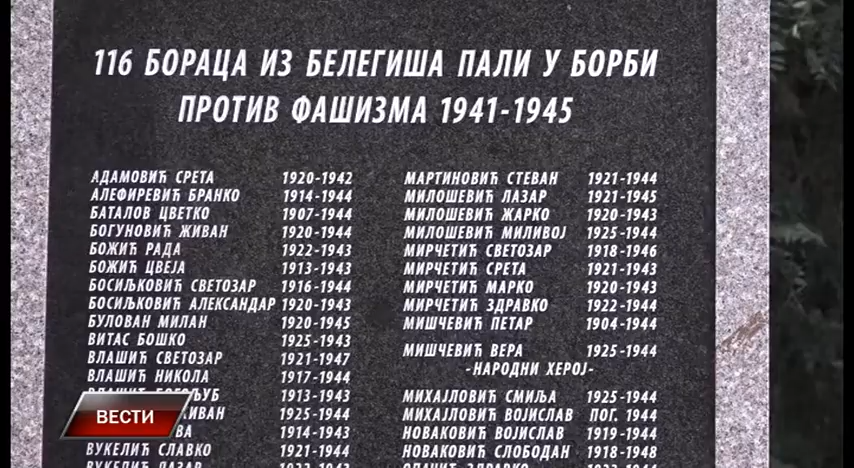 116 БОРАЦА ИЗ БЕЛЕГИША ПАЛИ У БОРБИ
ПРОТИВ ФАШИЗМА 1941-1945
АДАМОВИЋ СРЕТА 1920-1942
АЛЕФИРЕВИЋ БРАНКО 1914-1944
БАТАЛОВ ЦВЕТКО 1907-1944
БОГУНОВИЋ ЖИВАН 1920-1944
БОЖИЋ РАДА 1922-1943
БОЖИЋ ЦВЕЈА 1913-1943
БОСИЉКОВИЋ СВЕТОЗАР 1916-1944
БОСИЉКОВИЋ АЛЕКСАНДАР 1920-1943
БУЛОВАН МИЛАН 1920-1945
ВИТАС БОШКО 1925-1943
ВЛАШИЋ СВЕТОЗАР 1921-1947
ВЛАШИЋ НИКОЛА 1917-1944
1913-1943
1925-1944
1914-1943
ВУКЕЛИЋ СЛАВКО 1921-1944
ВУКЕЛИЋ ЛАЗАР
МАРТИНОВИЋ СТЕВАН 1921-1944
МИЛОШЕВИЋ ЛАЗАР 1921-1945
МИЛОШЕВИЋ ЖАРКО 1920-1943
МИЛОШЕВИЋ МИЛИВОЈ 1925-1944
МИРЧЕТИЋ СВЕТОЗАР 1918-1946
МИРЧЕТИЋ СРЕТА 1921-1943
МИРЧЕТИЋ МАРКО 1920-1943
МИРЧЕТИЋ ЗДРАВКО 1922-1944
МИШЧЕВИЋ ПЕТАР 1904-1944
МИШЧЕВИЋ ВЕРА 1925-1944
-НАРОДНИ ХЕРОЈ-
МИХАЈЛОВИЋ СМИЉА 1925-1944
МИХАЈЛОВИЋ ВОЈИСЛАВ ПОГ. 1944
НОВАКОВИЋ ВОЈИСЛАВ 1919-1944
НОВАКОВИЋ СЛОБОДАН 1918-1948
ВЕСТИ